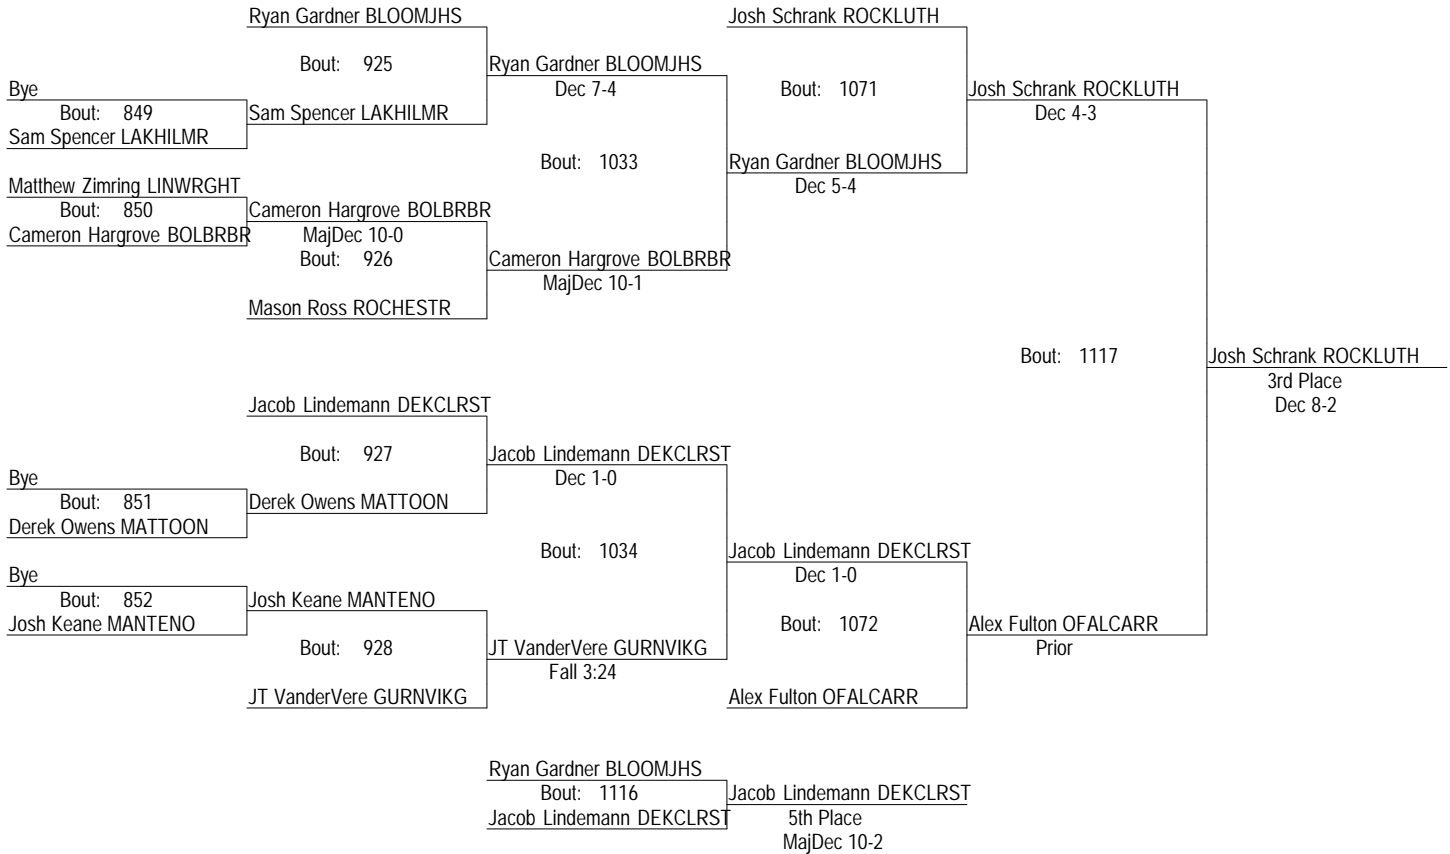 Ryan Gardner BLOOMJHS
Josh Schrank ROCKLUTH
Bout: 925
Ryan Gardner BLOOMJHS
Dec 7-4
Bye
Bout: 849
Sam Spencer LAKHILMR
Sam Spencer LAKHILMR
Bout: 1071
Josh Schrank ROCKLUTH
Dec 4-3
Bout: 1033
Ryan Gardner BLOOMJHS
Dec 5-4
Matthew Zimring LINWRGHT
Bout: 850
Cameron Hargrove BOLBRBR
Cameron Hargrove BOLBRBR
MajDec 10-0
Bout: 926
Cameron Hargrove BOLBRBR
MajDec 10-1
Mason Ross ROCHESTR
Bout: 1117
Josh Schrank ROCKLUTH
3rd Place
Dec 8-2
Jacob Lindemann DEKCLRST
Bout: 927
Jacob Lindemann DEKCLRST
Dec 1-0
Bye
Bout: 851
Derek Owens MATTOON
Derek Owens MATTOON
Bout: 1034
Jacob Lindemann DEKCLRST
Dec 1-0
Bye
Bout: 852
Josh Keane MANTENO
Josh Keane MANTENO
Bout: 1072
Alex Fulton OFALCARR
Prior
Bout: 928
JT VanderVere GURNVIKG
Fall 3:24
JT VanderVere GURNVIKG
Alex Fulton OFALCARR
Ryan Gardner BLOOMJHS
Bout: 1116
Jacob Lindemann DEKCLRST
Jacob Lindemann DEKCLRST
5th Place
MajDec 10-2